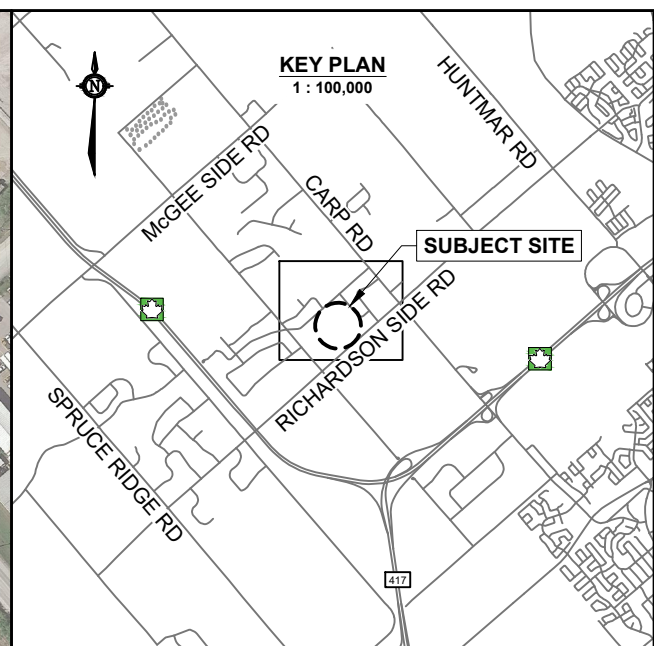 KEY PLAN
1 : 100,000
N
HUNTMAR RD
McGEE SIDE RD
CARP RD
SUBJECT SITE
RICHARDSON SIDE RD
SPRUCE RIDGE RD
417